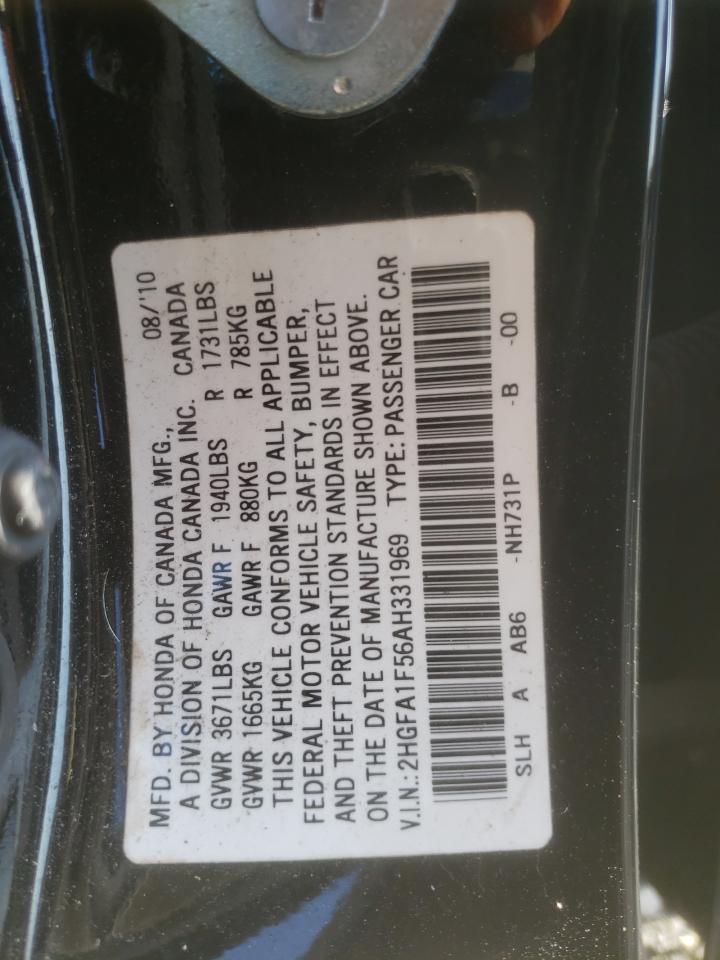 MFD. BY HONDA OF CANADA MFG., 08/'10
A DIVISION OF HONDA CANADA INC. CANADA
GVWR 3671LBS GAWR F 1940LBS R 1731LBS
GVWR 1665KG GAWR F 880KG R 785KG
THIS VEHICLE CONFORMS TO ALL APPLICABLE
FEDERAL MOTOR VEHICLE SAFETY, BUMPER,
AND THEFT PREVENTION STANDARDS IN EFFECT
ON THE DATE OF MANUFACTURE SHOWN ABOVE.
V.I.N.: 2HGFA1F56AH331969 TYPE: PASSENGER CAR
SLH A AB6 -NH731P -B -00